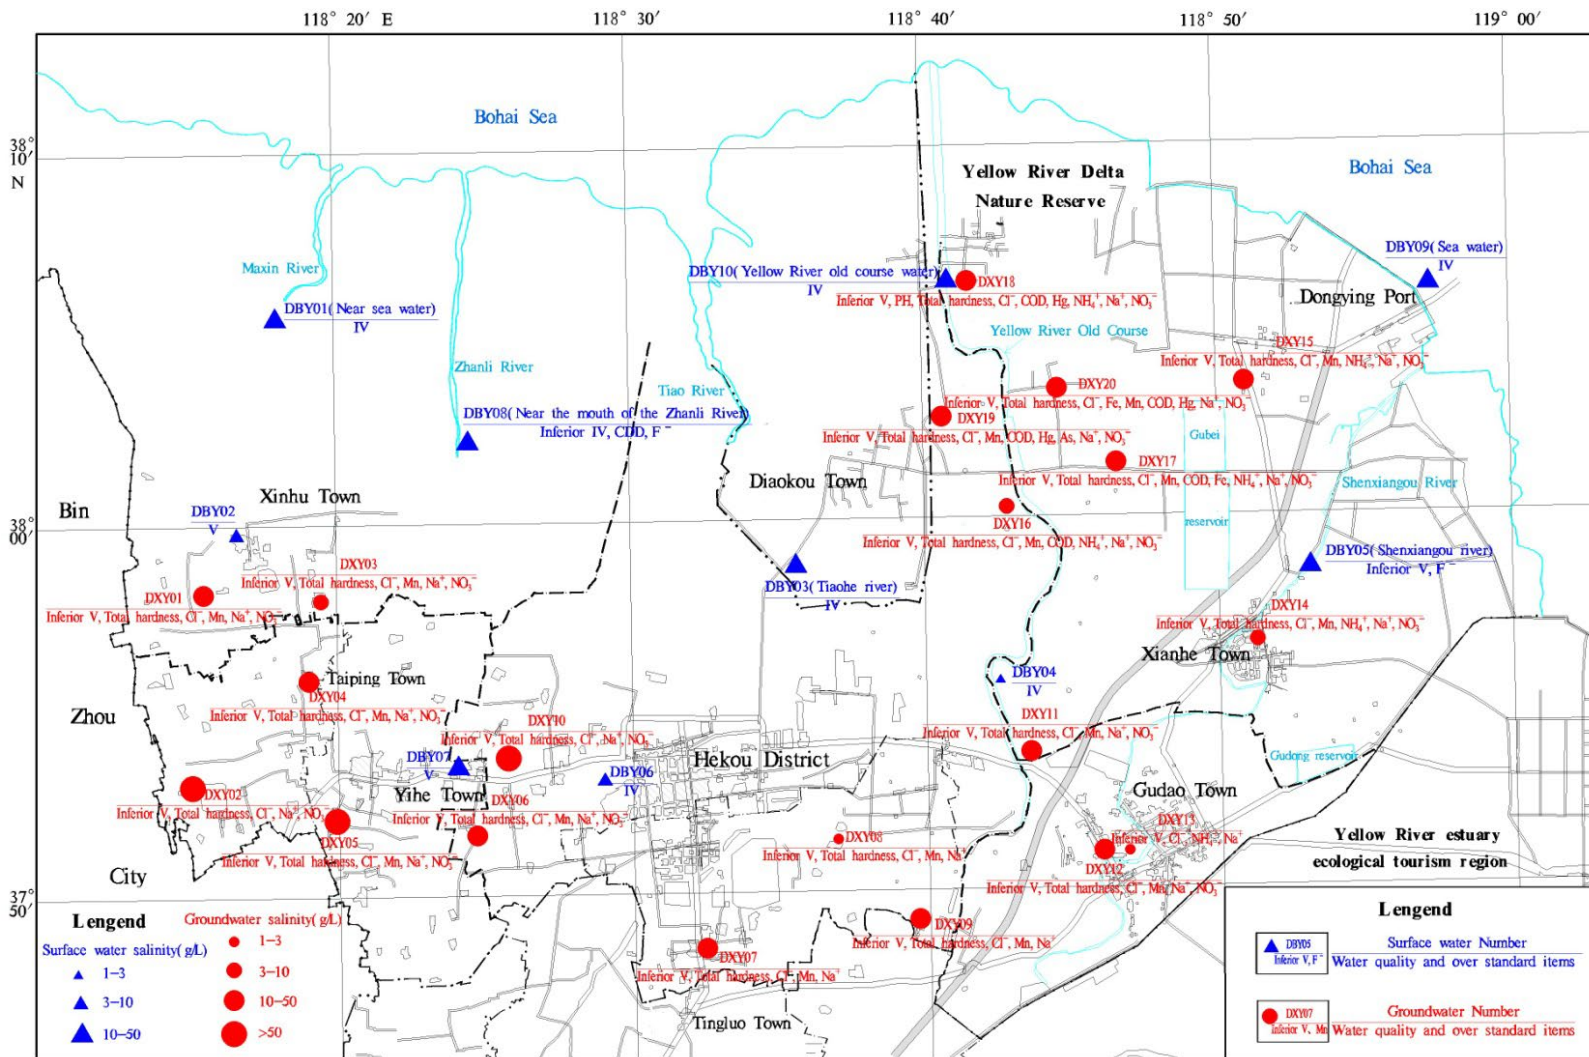 118° 20′ E
118° 30′
118° 40′
118° 50′
119° 00′
38°
10′
N
Bohai Sea
Bohai Sea
Yellow River Delta
Nature Reserve
Maxin River
DBY01(Near sea water)
IV
DBY10(Yellow River old course water)
IV
DXY18
Inferior V, PH, Total hardness, Cl⁻, COD, Hg, NH₄⁺, Na⁺, NO₃⁻
DBY09(Sea water)
IV
Dongying Port
Yellow River Old Course
Zhanli River
Tiao River
DXY15
Inferior V, Total hardness, Cl⁻, Mn, NH₄⁺, Na⁺, NO₃⁻
DXY20
Inferior V, Total hardness, Cl⁻, Fe, Mn, COD, Hg, Na⁺, NO₃⁻
DBY08(Near the mouth of the Zhanli River)
Inferior IV, CDD, F⁻
DXY19
Inferior V, Total hardness, Cl⁻, Mn, COD, Hg, As, Na⁺, NO₃⁻
Gubei
reservoir
DXY17
Inferior V, Total hardness, Cl⁻, Mn, COD, Fe, NH₄⁺, Na⁺, NO₃⁻
Diaokou Town
Shenxiangou River
Bin
Xinhu Town
DBY02
V
38°
00′
DXY16
Inferior V, Total hardness, Cl⁻, Mn, COD, NH₄⁺, Na⁺, NO₃⁻
DBY05(Shenxiangou river)
Inferior V, F⁻
DXY03
Inferior V, Total hardness, Cl⁻, Mn, Na⁺, NO₃⁻
DBY03(Tiaohe river)
IV
DXY01
Inferior V, Total hardness, Cl⁻, Mn, Na⁺, NO₃⁻
DXY14
Inferior V, Total hardness, Cl⁻, Mn, NH₄⁺, Na⁺, NO₃⁻
Xianhe Town
Taiping Town
DXY04
Inferior V, Total hardness, Cl⁻, Mn, Na⁺, NO₃⁻
DBY04
IV
Zhou
DXY10
Inferior V, Total hardness, Cl⁻, Na⁺, NO₃⁻
DXY11
Inferior V, Total hardness, Cl⁻, Mn, Na⁺, NO₃⁻
DBY07
V
Hekou District
Gudong reservoir
DBY06
IV
DXY02
Inferior V, Total hardness, Cl⁻, Na⁺, NO₃⁻
Yihe Town
DXY06
Inferior V, Total hardness, Cl⁻, Mn, Na⁺, NO₃⁻
Gudao Town
DXY13
Inferior V, Cl⁻, NH₄⁺, Na⁺
DXY05
Inferior V, Total hardness, Cl⁻, Mn, Na⁺, NO₃⁻
DXY08
Inferior V, Total hardness, Cl⁻, Mn, Na⁺
DXY12
Inferior V, Total hardness, Cl⁻, Mn, Na⁺, NO₃⁻
Yellow River estuary
ecological tourism region
City
37°
50′
DXY09
Inferior V, Total hardness, Cl⁻, Mn, Na⁺
DXY07
Inferior V, Total hardness, Cl⁻, Mn, Na⁺
Tingluo Town
Lengend
Surface water salinity(g/L)
1–3
3–10
10–50
Groundwater salinity(g/L)
1–3
3–10
10–50
>50
Lengend
DBY05
Inferior V, F⁻
Surface water Number
Water quality and over standard items
DXY07
Inferior V, Mn
Groundwater Number
Water quality and over standard items